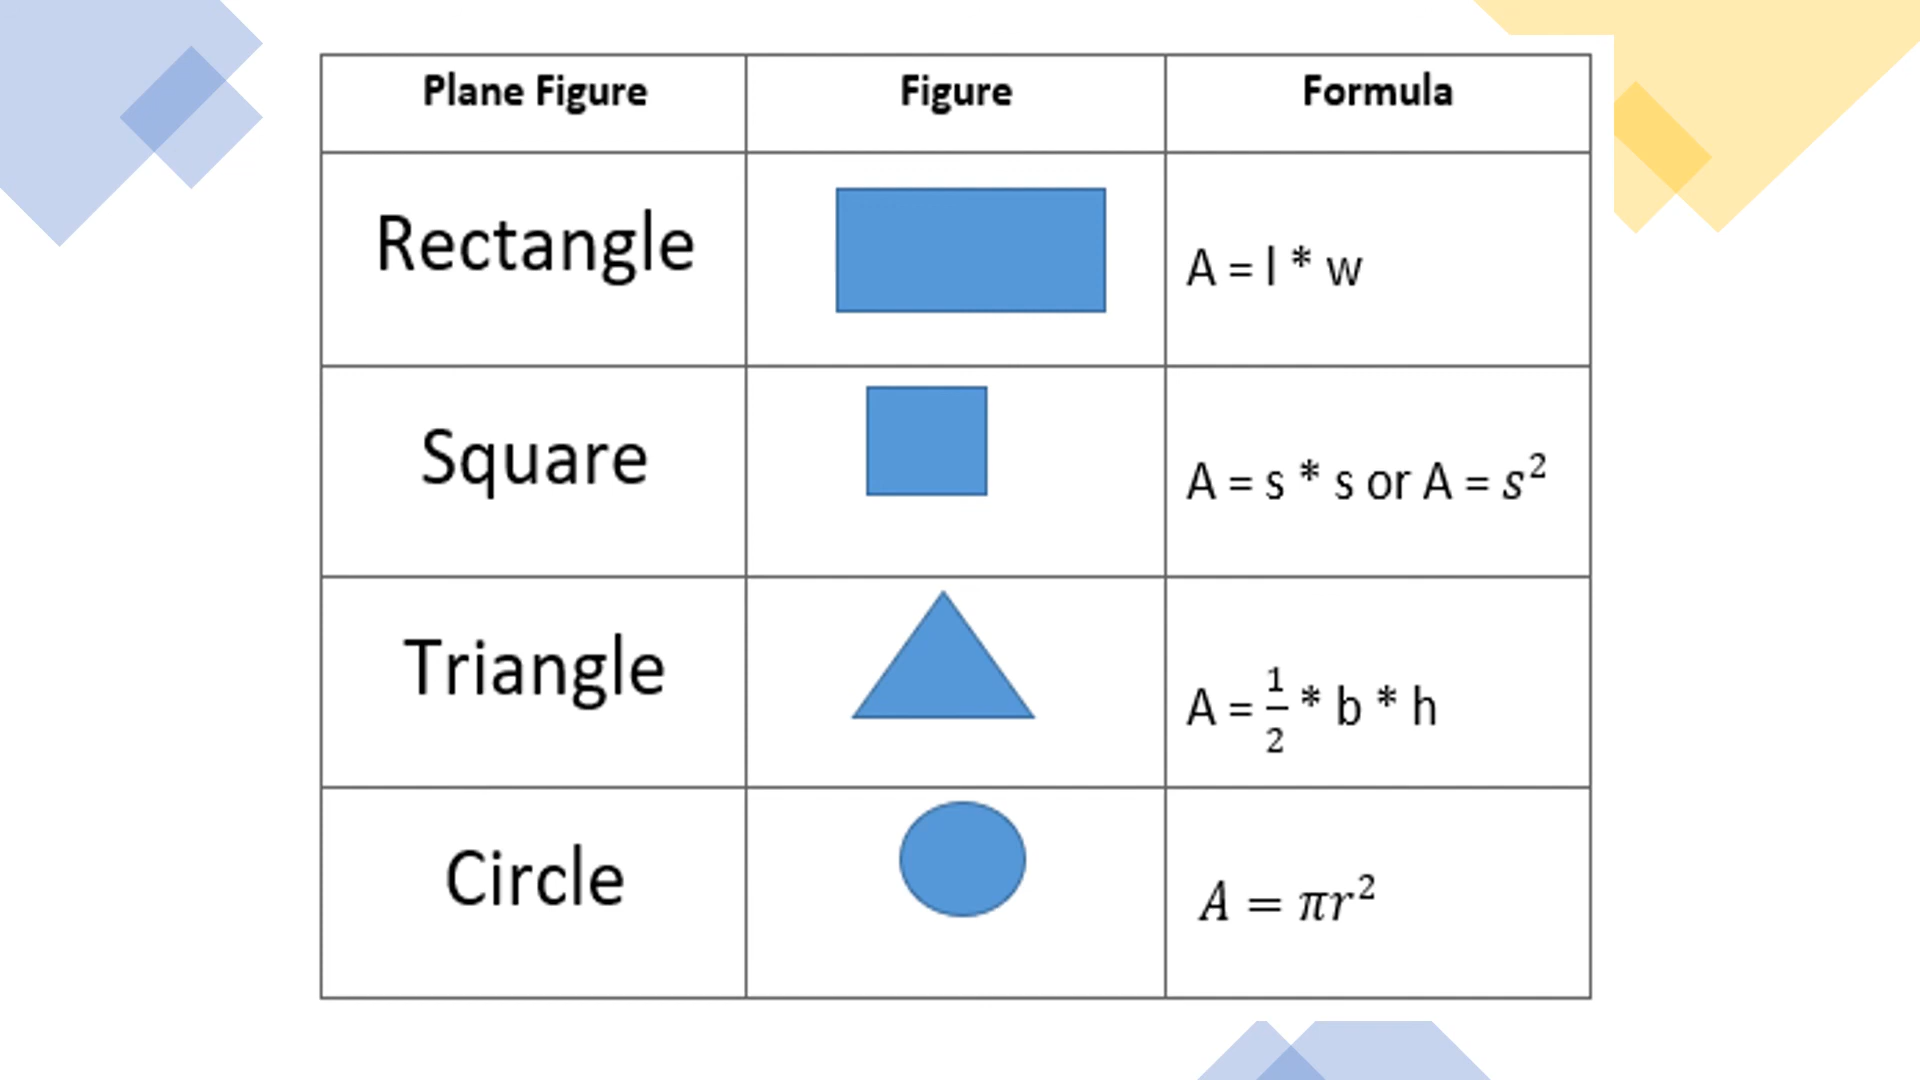 Plane Figure Figure Formula
Rectangle A = l * w
Square A = s * s or A = s²
Triangle A = 1/2 * b * h
Circle A = πr²